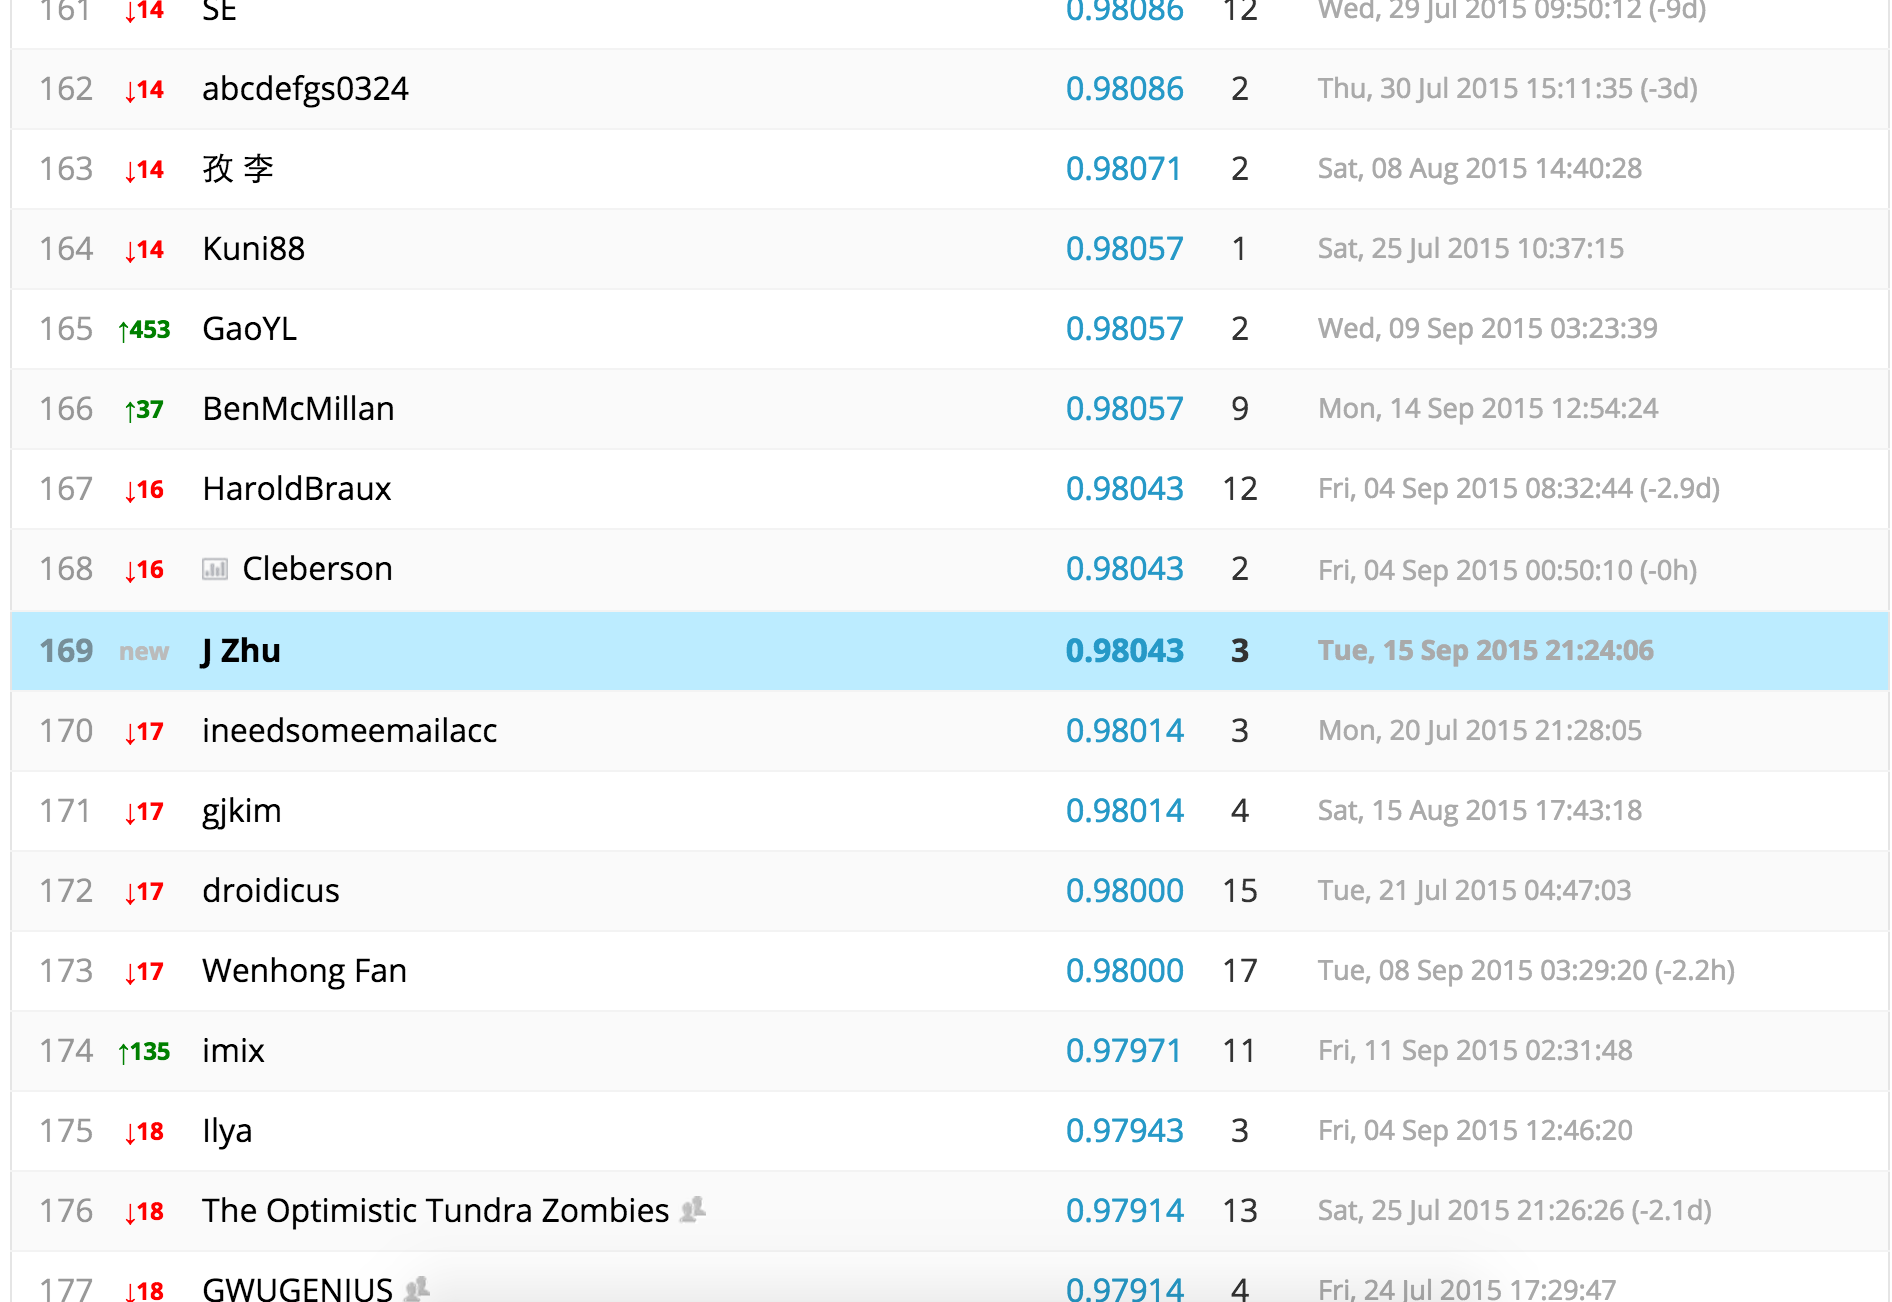 161 ↓14 SE 0.98086 12 Wed, 29 Jul 2015 09:50:12 (-9d)
162 ↓14 abcdefgs0324 0.98086 2 Thu, 30 Jul 2015 15:11:35 (-3d)
163 ↓14 孜 李 0.98071 2 Sat, 08 Aug 2015 14:40:28
164 ↓14 Kuni88 0.98057 1 Sat, 25 Jul 2015 10:37:15
165 ↑453 GaoYL 0.98057 2 Wed, 09 Sep 2015 03:23:39
166 ↑37 BenMcMillan 0.98057 9 Mon, 14 Sep 2015 12:54:24
167 ↓16 HaroldBraux 0.98043 12 Fri, 04 Sep 2015 08:32:44 (-2.9d)
168 ↓16 Cleberson 0.98043 2 Fri, 04 Sep 2015 00:50:10 (-0h)
169 new J Zhu 0.98043 3 Tue, 15 Sep 2015 21:24:06
170 ↓17 ineedsomeemailacc 0.98014 3 Mon, 20 Jul 2015 21:28:05
171 ↓17 gjkim 0.98014 4 Sat, 15 Aug 2015 17:43:18
172 ↓17 droidicus 0.98000 15 Tue, 21 Jul 2015 04:47:03
173 ↓17 Wenhong Fan 0.98000 17 Tue, 08 Sep 2015 03:29:20 (-2.2h)
174 ↑135 imix 0.97971 11 Fri, 11 Sep 2015 02:31:48
175 ↓18 Ilya 0.97943 3 Fri, 04 Sep 2015 12:46:20
176 ↓18 The Optimistic Tundra Zombies 0.97914 13 Sat, 25 Jul 2015 21:26:26 (-2.1d)
177 ↓18 GWUGENIUS 0.97914 4 Fri, 24 Jul 2015 17:29:47